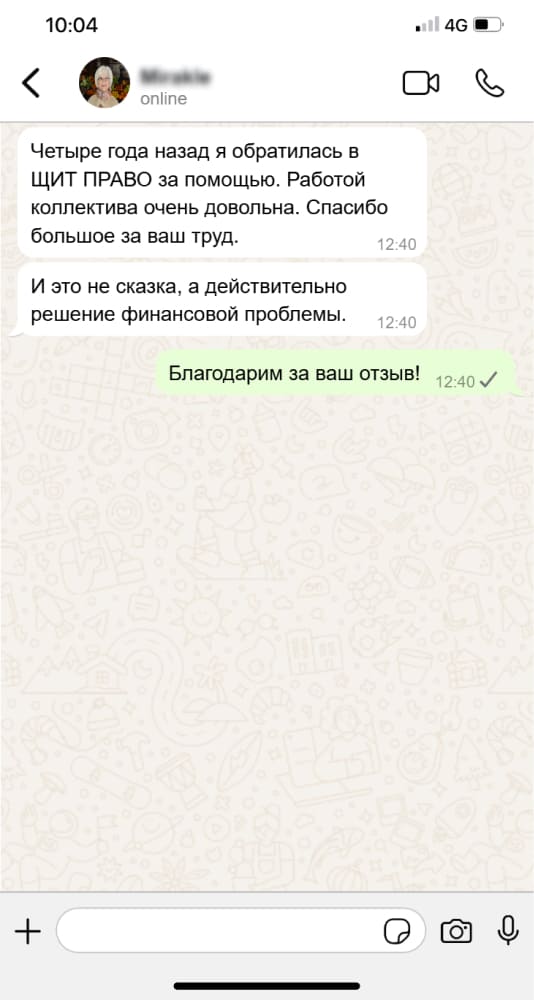 10:04
4G
online
Четыре года назад я обратилась в
ЩИТ ПРАВО за помощью. Работой
коллектива очень довольна. Спасибо
большое за ваш труд.
12:40
И это не сказка, а действительно
решение финансовой проблемы.
12:40
Благодарим за ваш отзыв!
12:40